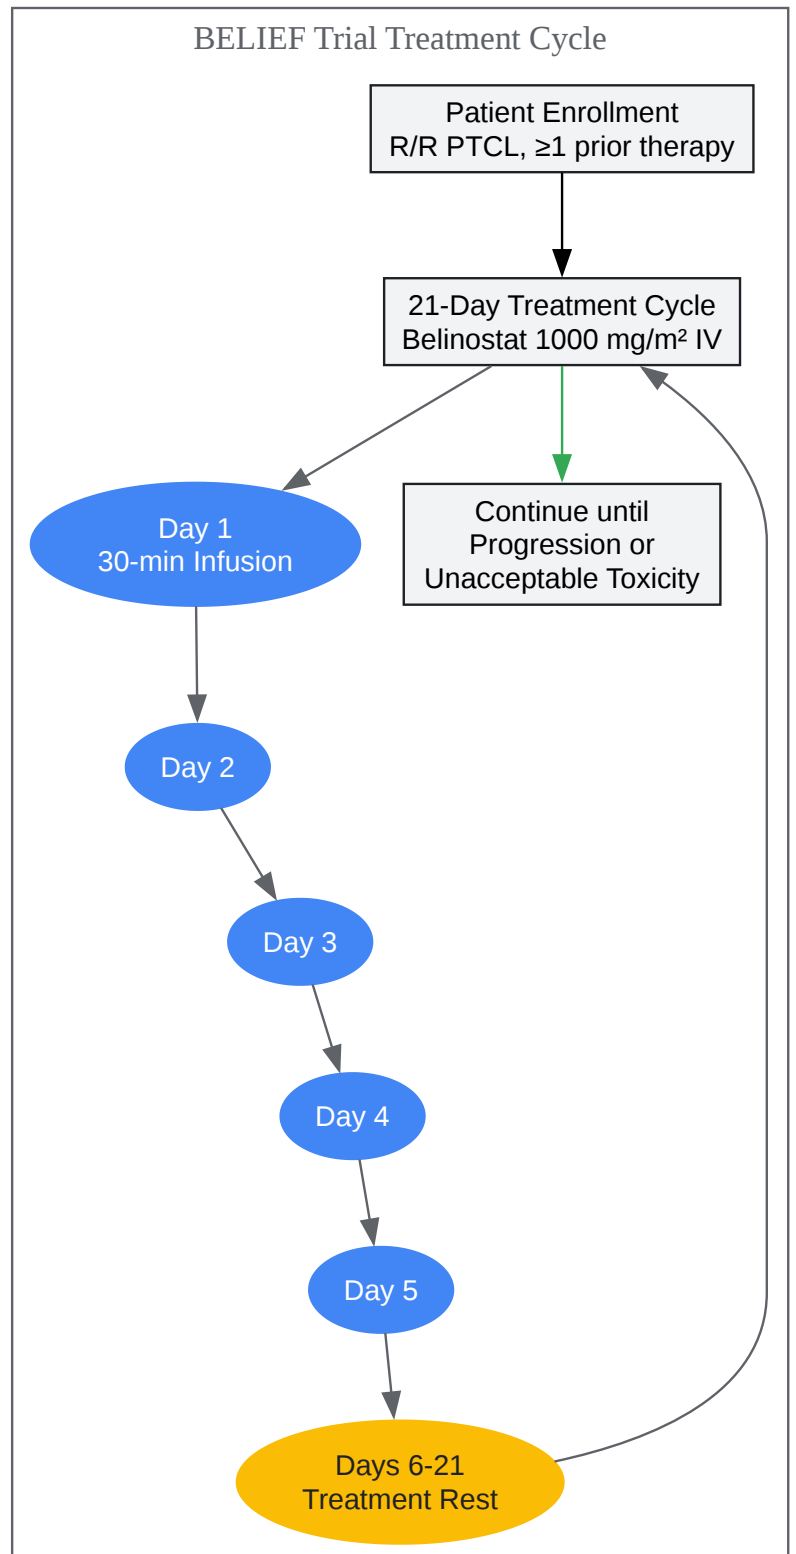 BELIEF Trial Treatment Cycle
Patient Enrollment
R/R PTCL, ≥1 prior therapy
21-Day Treatment Cycle
Belinostat 1000 mg/m² IV
Day 1
30-min Infusion
Continue until
Progression or
Unacceptable Toxicity
Day 2
Day 3
Day 4
Day 5
Days 6-21
Treatment Rest